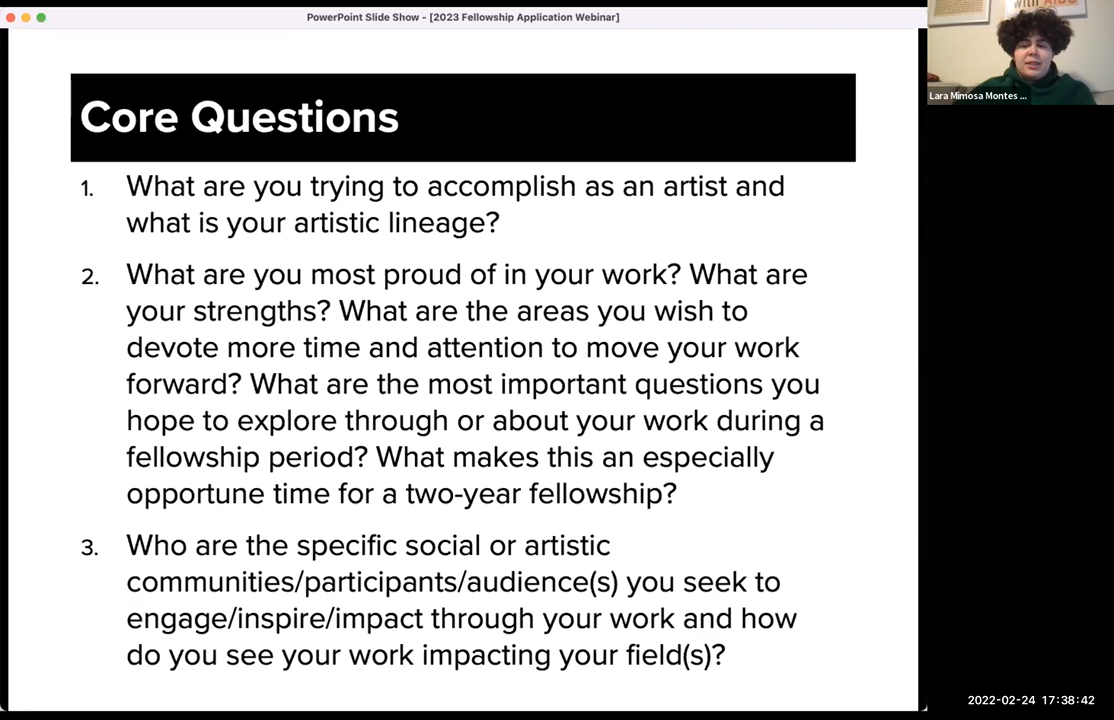 PowerPoint Slide Show - [2023 Fellowship Application Webinar]
Core Questions
1. What are you trying to accomplish as an artist and
what is your artistic lineage?
2. What are you most proud of in your work? What are
your strengths? What are the areas you wish to
devote more time and attention to move your work
forward? What are the most important questions you
hope to explore through or about your work during a
fellowship period? What makes this an especially
opportune time for a two-year fellowship?
3. Who are the specific social or artistic
communities/participants/audience(s) you seek to
engage/inspire/impact through your work and how
do you see your work impacting your field(s)?
Lara Mimosa Montes ...
2022-02-24 17:38:42